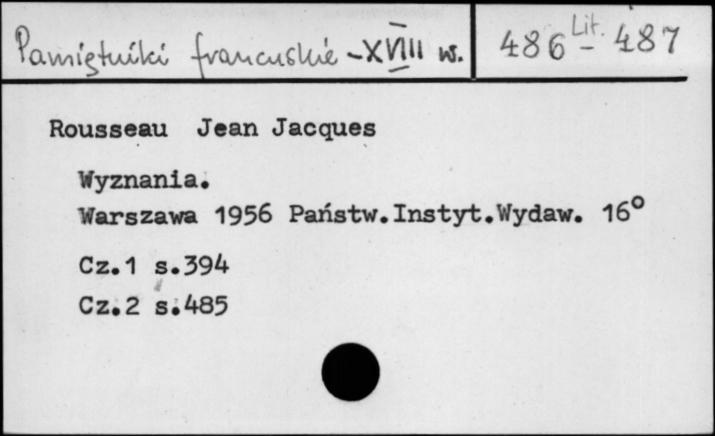 Pamiętniki francuskie - XVIII w.
Lit.
486 - 487
Rousseau Jean Jacques
Wyznania.
Warszawa 1956 Państw.Instyt.Wydaw. 16°
Cz.1 s.394
Cz.2 s.485